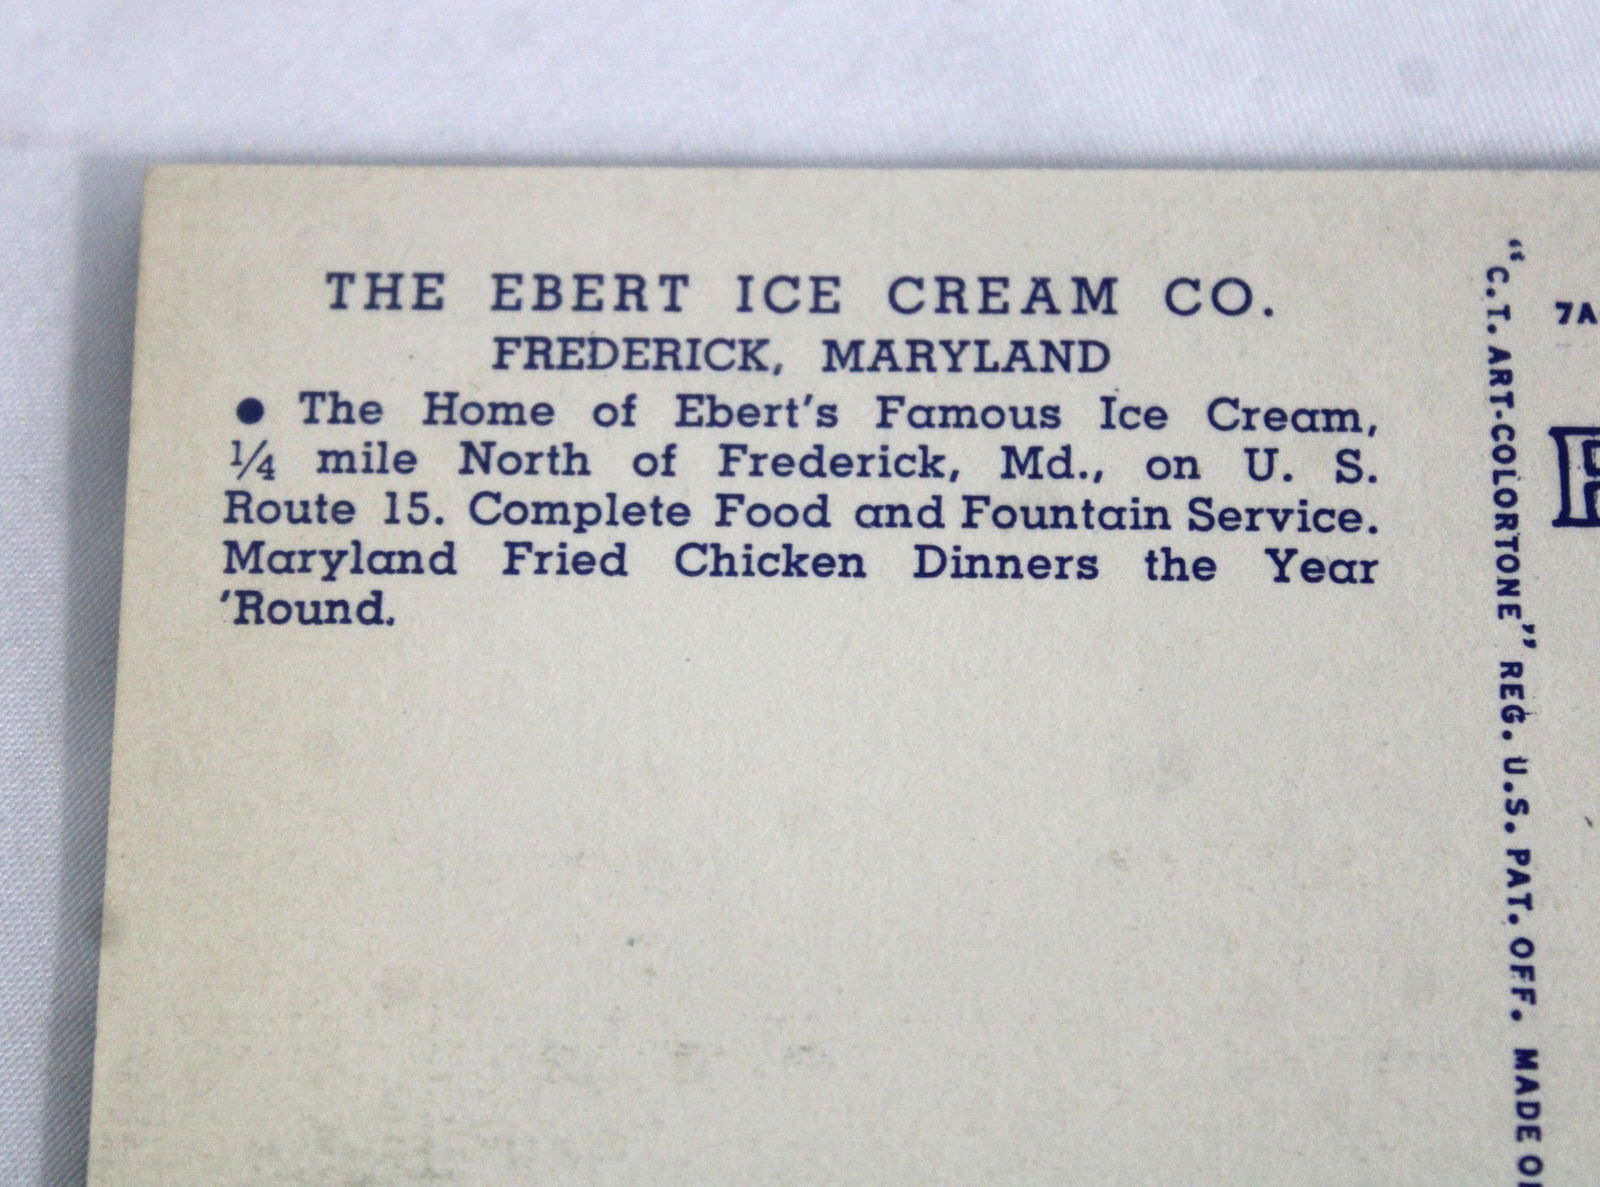 THE EBERT ICE CREAM CO.
FREDERICK, MARYLAND
● The Home of Ebert's Famous Ice Cream,
¼ mile North of Frederick, Md., on U. S.
Route 15. Complete Food and Fountain Service.
Maryland Fried Chicken Dinners the Year
'Round.
"C.T. ART-COLORTONE" REG. U.S. PAT. OFF. MADE
7A